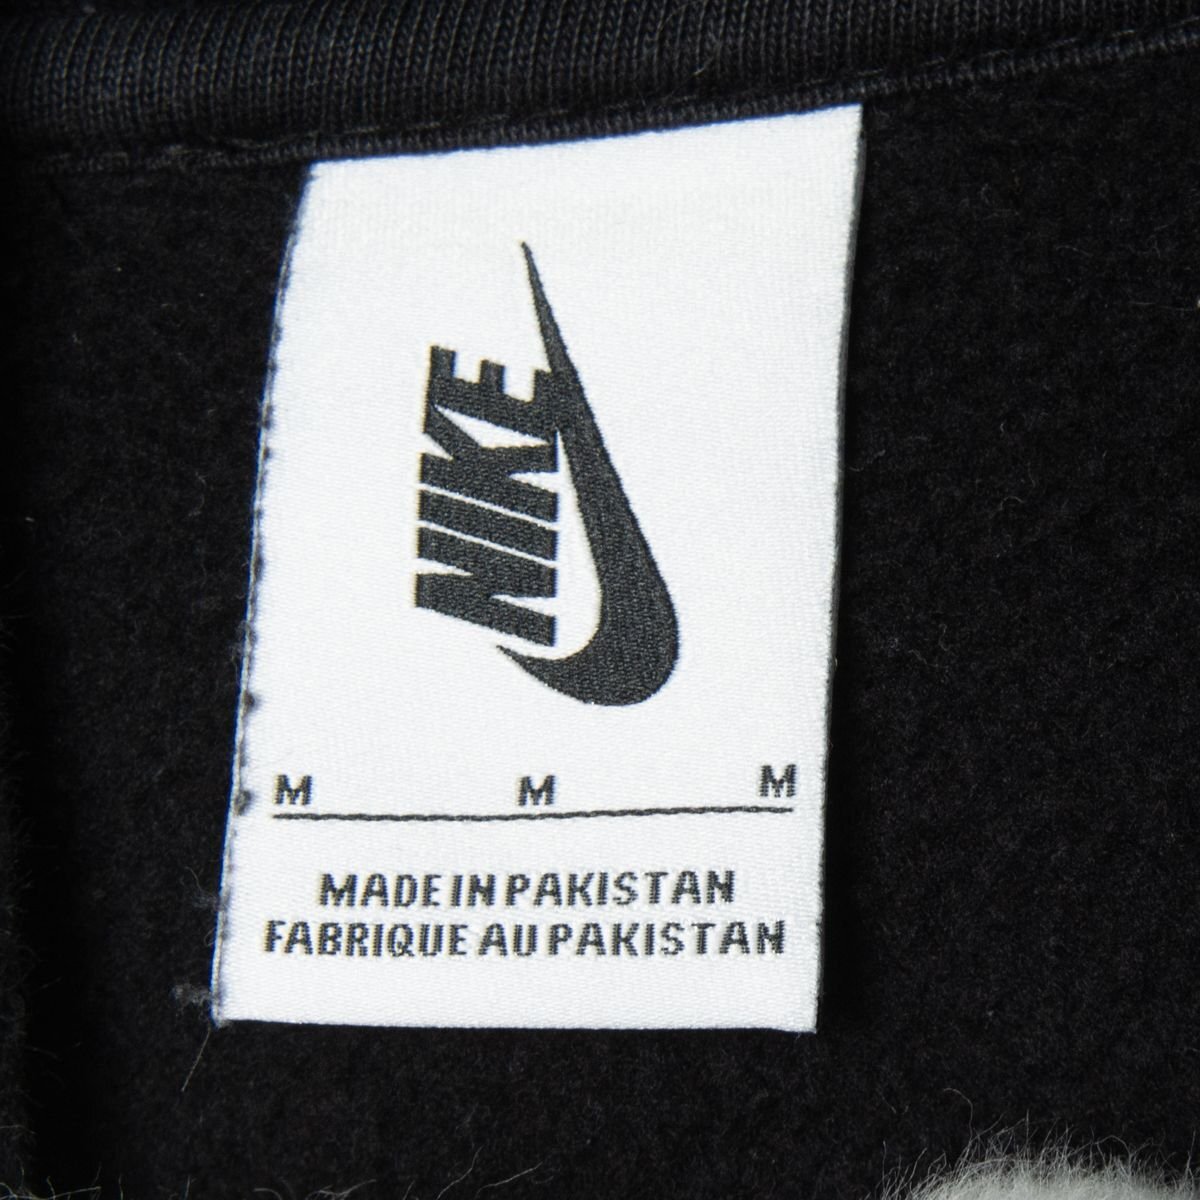 NIKE
M M M
MADE IN PAKISTAN
FABRIQUE AU PAKISTAN